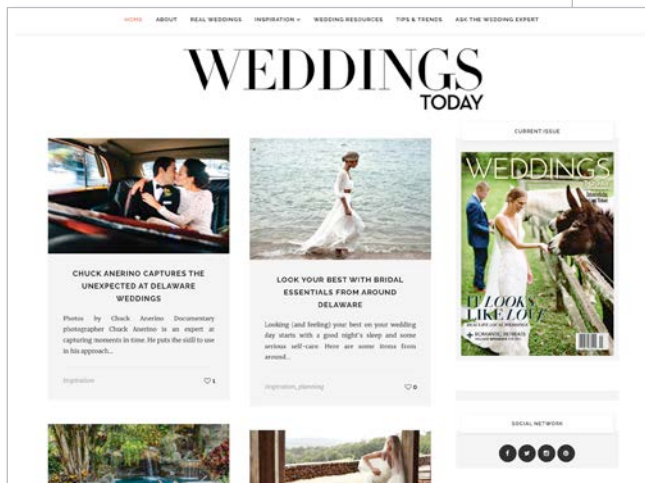 HOME ABOUT REAL WEDDINGS INSPIRATION WEDDING RESOURCES TIPS & TRENDS ASK THE WEDDING EXPERT
WEDDINGS
TODAY
CHUCK ANERINO CAPTURES THE
UNEXPECTED AT DELAWARE
WEDDINGS
Photos by Chuck Anerino Documentary
photographer Chuck Anerino is an expert at
capturing moments in time. He puts the skill to use
in his approach...
Inspiration
1
LOOK YOUR BEST WITH BRIDAL
ESSENTIALS FROM AROUND
DELAWARE
Looking (and feeling) your best on your wedding
day starts with a good night's sleep and some
serious self-care. Here are some items from
around...
Inspiration, planning
0
CURRENT ISSUE
WEDDINGS
TODAY
IT LOOKS
LIKE LOVE
+ ROMANTIC RETREATS
SOCIAL NETWORK